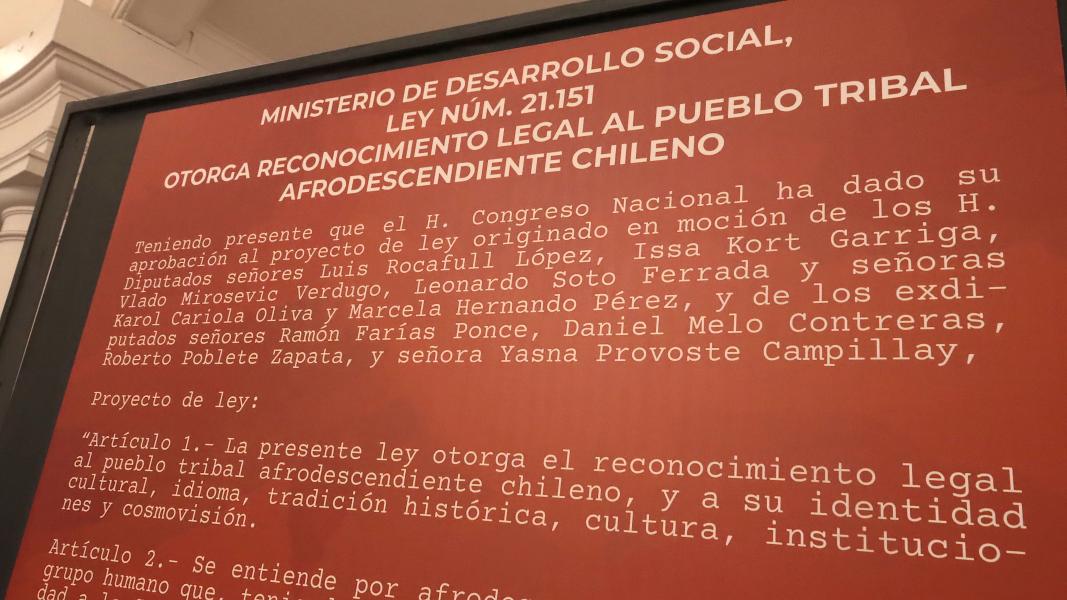 MINISTERIO DE DESARROLLO SOCIAL,
LEY NÚM. 21.151
OTORGA RECONOCIMIENTO LEGAL AL PUEBLO TRIBAL
AFRODESCENDIENTE CHILENO
Teniendo presente que el H. Congreso Nacional ha dado su
aprobación al proyecto de ley originado en moción de los H.
Diputados señores Luis Rocafull López, Issa Kort Garriga,
Vlado Mirosevic Verdugo, Leonardo Soto Ferrada y señoras
Karol Cariola Oliva y Marcela Hernando Pérez, y de los exdi-
putados señores Ramón Farías Ponce, Daniel Melo Contreras,
Roberto Poblete Zapata, y señora Yasna Provoste Campillay,
Proyecto de ley:
“Artículo 1.- La presente ley otorga el reconocimiento legal
al pueblo tribal afrodescendiente chileno, y a su identidad
cultural, idioma, tradición histórica, cultura, institucio-
nes y cosmovisión.
Artículo 2.- Se entiende por
grupo humano que,
dad a